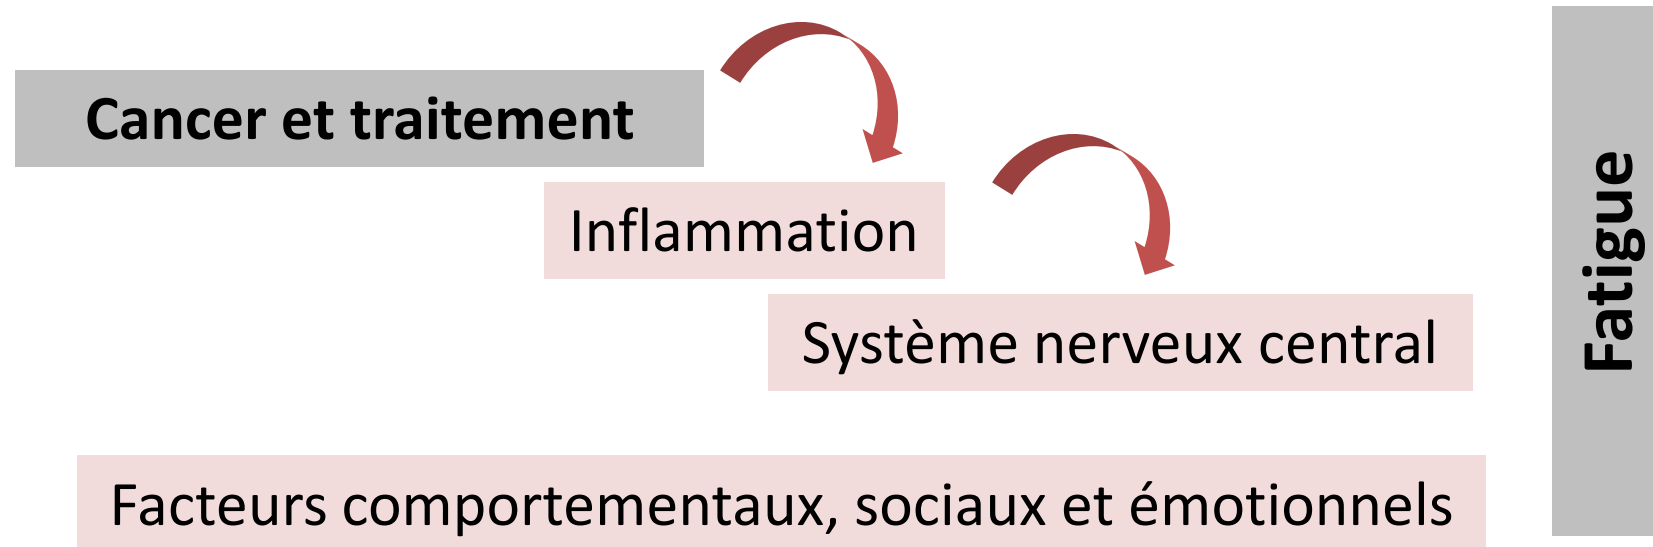 Cancer et traitement
Inflammation
Système nerveux central
Facteurs comportementaux, sociaux et émotionnels
Fatigue